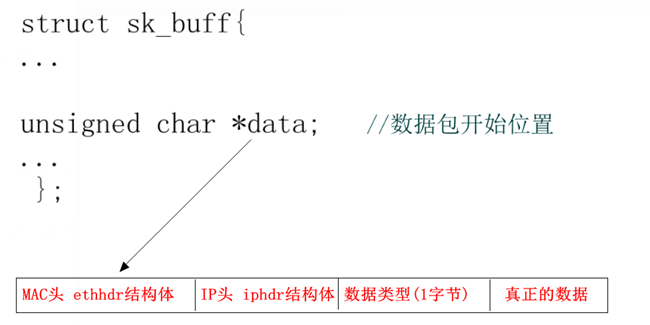 struct sk_buff{
...
unsigned char *data; //数据包开始位置
...
};
MAC头 ethhdr结构体 IP头 iphdr结构体 数据类型(1字节) 真正的数据